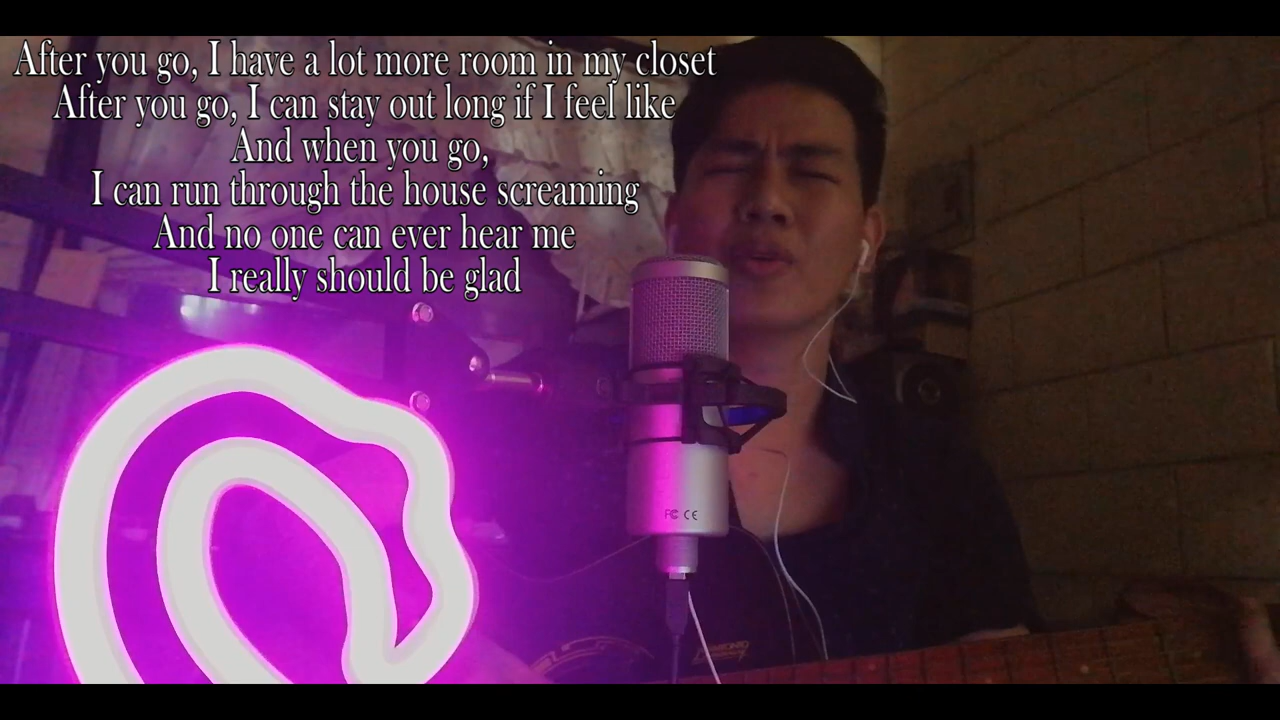 After you go, I have a lot more room in my closet
After you go, I can stay out long if I feel like
And when you go,
I can run through the house screaming
And no one can ever hear me
I really should be glad
FC CE